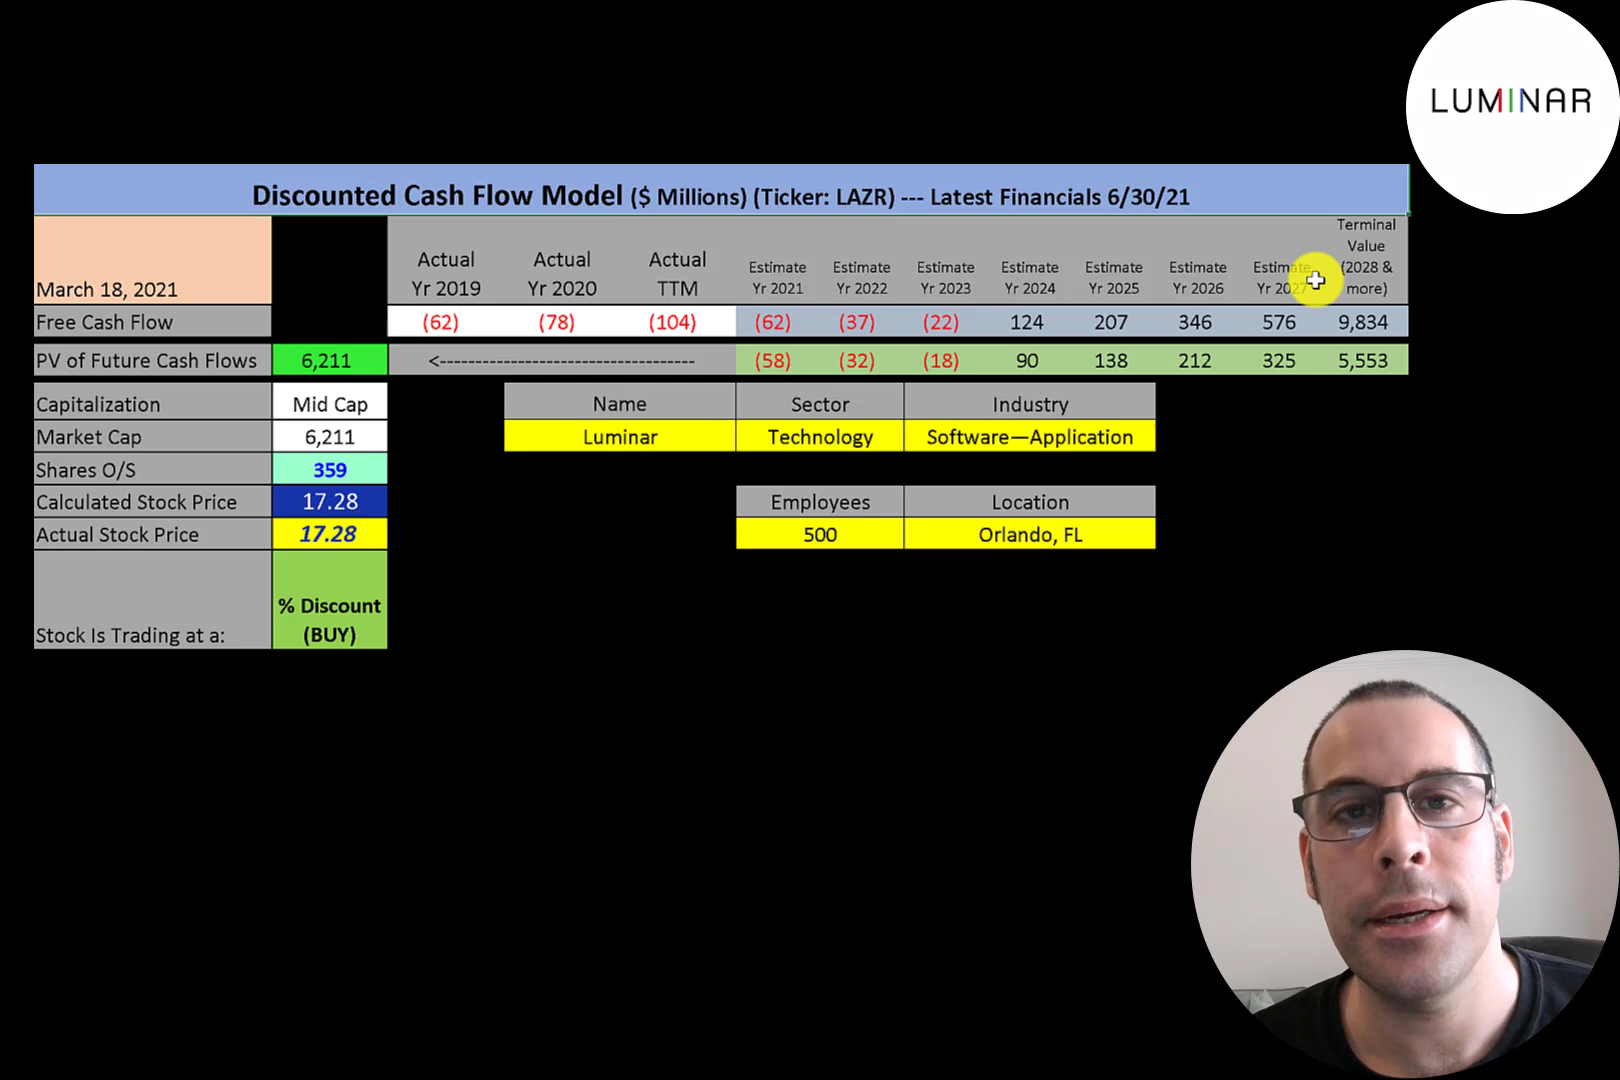 LUMINAR
Discounted Cash Flow Model ($ Millions) (Ticker: LAZR) --- Latest Financials 6/30/21
March 18, 2021
Actual Yr 2019
Actual Yr 2020
Actual TTM
Estimate Yr 2021
Estimate Yr 2022
Estimate Yr 2023
Estimate Yr 2024
Estimate Yr 2025
Estimate Yr 2026
Estimate Yr 2027
Terminal Value (2028 & more)
Free Cash Flow (62) (78) (104) (62) (37) (22) 124 207 346 576 9,834
PV of Future Cash Flows 6,211 <------------------------------------ (58) (32) (18) 90 138 212 325 5,553
Capitalization Mid Cap
Market Cap 6,211
Shares O/S 359
Calculated Stock Price 17.28
Actual Stock Price 17.28
Stock Is Trading at a: % Discount (BUY)
Name Sector Industry
Luminar Technology Software—Application
Employees Location
500 Orlando, FL